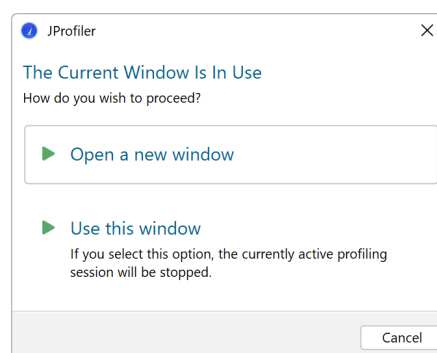 JProfiler
The Current Window Is In Use
How do you wish to proceed?
Open a new window
Use this window
If you select this option, the currently active profiling
session will be stopped.
Cancel